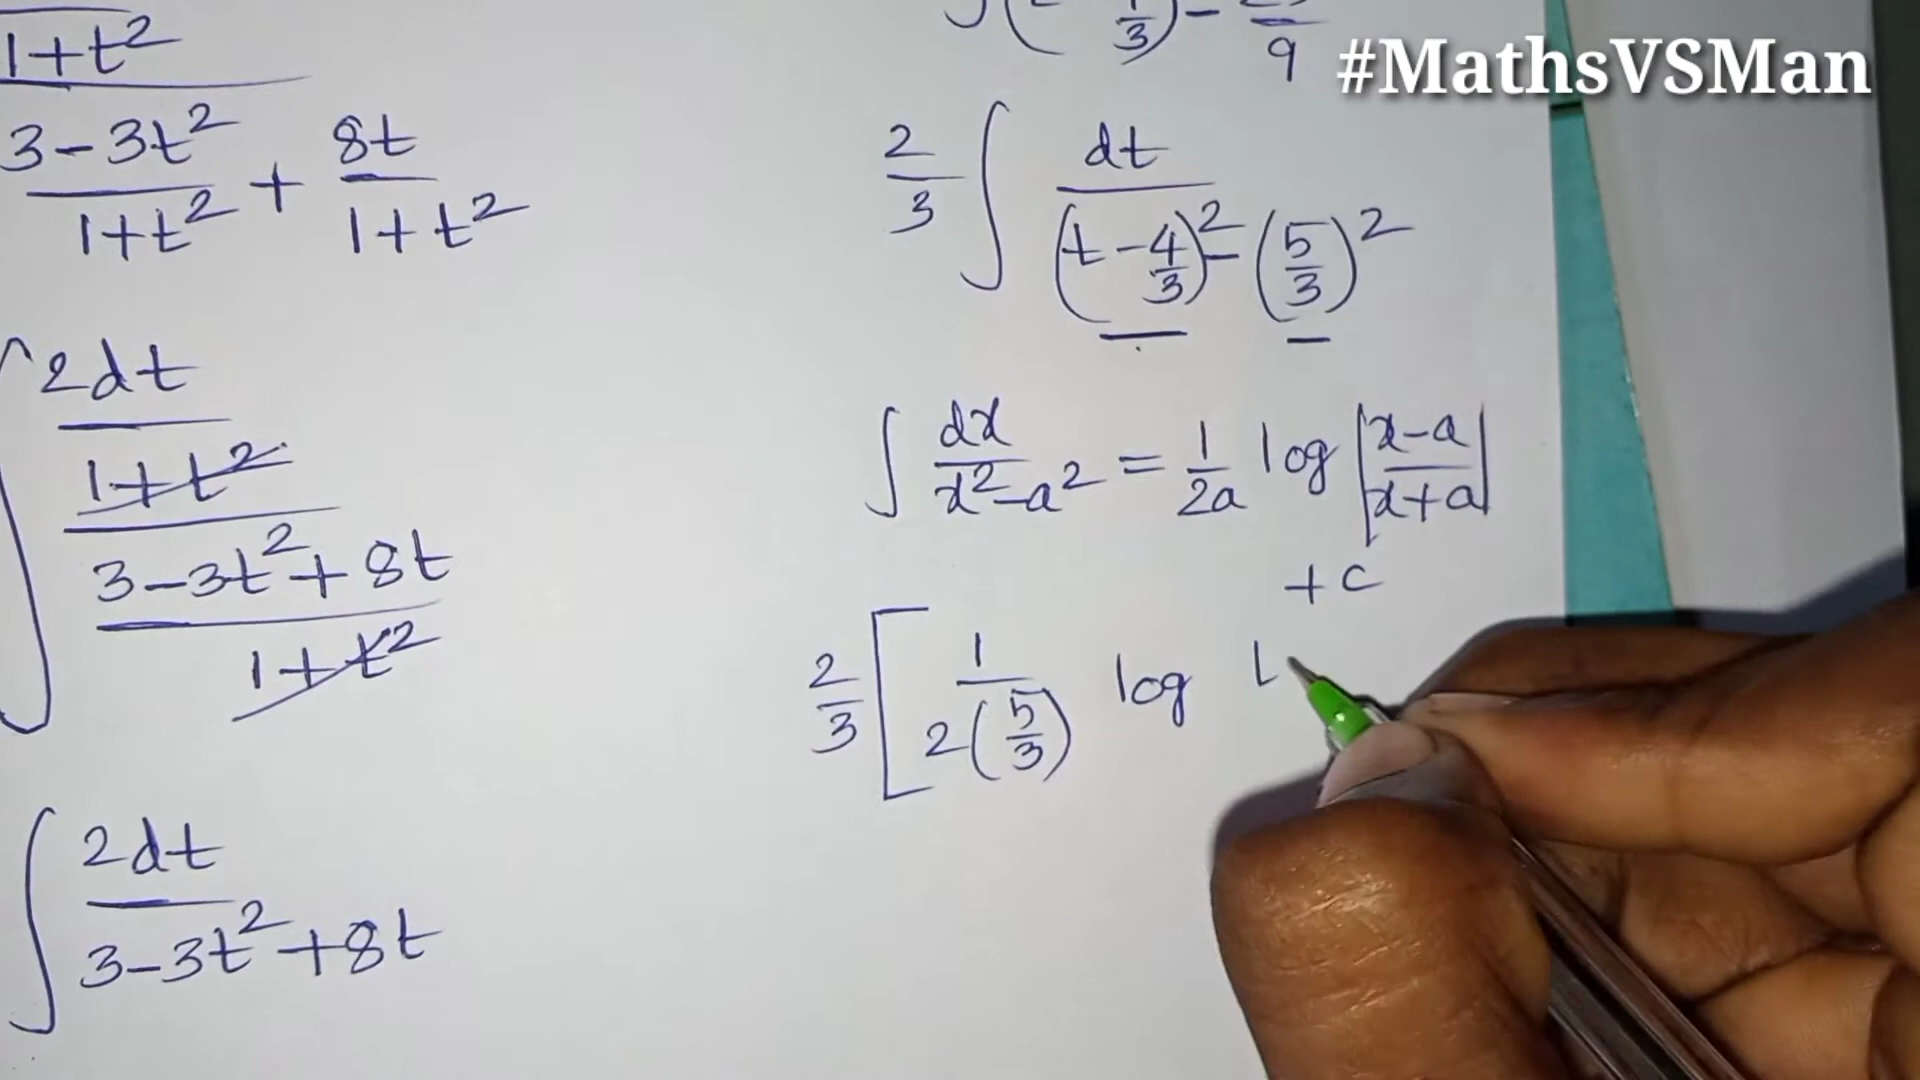 #MathsVSMan
1+t²
3-3t² / 1+t² + 8t / 1+t²
∫ 2dt
1+t²
3-3t²+8t
1+t²
∫ 2dt / 3-3t²+8t
1/3) - / 9
2/3 ∫ dt / (t-4/3)² - (5/3)²
∫ dx / x²-a² = 1/2a log |x-a / x+a|
+c
2/3 [ 1 / 2(5/3) log